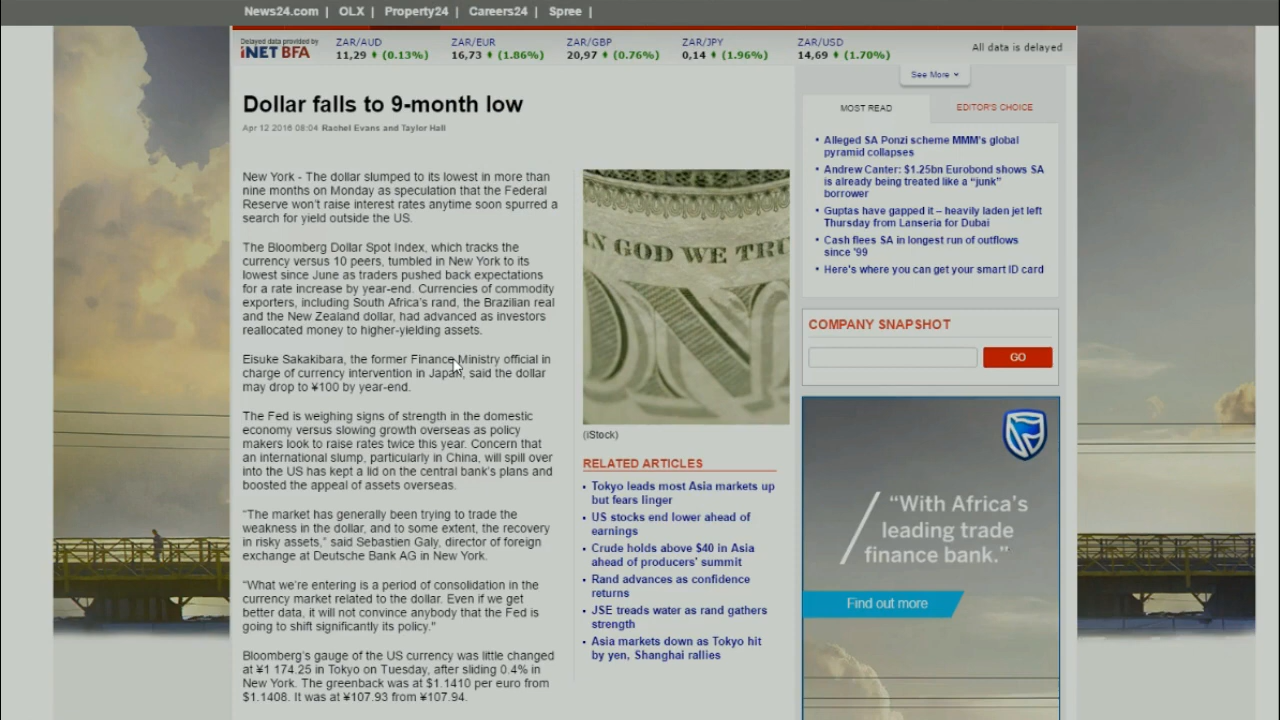 News24.com | OLX | Property24 | Careers24 | Spree |
Delayed data provided by
iNET BFA
ZAR/AUD
11,29 (0.13%)
ZAR/EUR
16,73 (1.86%)
ZAR/GBP
20,97 (0.76%)
ZAR/JPY
0,14 (1.96%)
ZAR/USD
14,69 (1.70%)
All data is delayed
Dollar falls to 9-month low
Apr 12 2016 08:04 Rachel Evans and Taylor Hall
New York - The dollar slumped to its lowest in more than
nine months on Monday as speculation that the Federal
Reserve won't raise interest rates anytime soon spurred a
search for yield outside the US.
The Bloomberg Dollar Spot Index, which tracks the
currency versus 10 peers, tumbled in New York to its
lowest since June as traders pushed back expectations
for a rate increase by year-end. Currencies of commodity
exporters, including South Africa's rand, the Brazilian real
and the New Zealand dollar, had advanced as investors
reallocated money to higher-yielding assets.
Eisuke Sakakibara, the former Finance Ministry official in
charge of currency intervention in Japan, said the dollar
may drop to ¥100 by year-end.
The Fed is weighing signs of strength in the domestic
economy versus slowing growth overseas as policy
makers look to raise rates twice this year. Concern that
an international slump, particularly in China, will spill over
into the US has kept a lid on the central bank's plans and
boosted the appeal of assets overseas.
"The market has generally been trying to trade the
weakness in the dollar, and to some extent, the recovery
in risky assets," said Sebastien Galy, director of foreign
exchange at Deutsche Bank AG in New York.
"What we're entering is a period of consolidation in the
currency market related to the dollar. Even if we get
better data, it will not convince anybody that the Fed is
going to shift significantly its policy."
Bloomberg's gauge of the US currency was little changed
at ¥1 174.25 in Tokyo on Tuesday, after sliding 0.4% in
New York. The greenback was at $1.1410 per euro from
$1.1408. It was at ¥107.93 from ¥107.94.
IN GOD WE TRU
ON
(iStock)
RELATED ARTICLES
• Tokyo leads most Asia markets up
but fears linger
• US stocks end lower ahead of
earnings
• Crude holds above $40 in Asia
ahead of producers' summit
• Rand advances as confidence
returns
• JSE treads water as rand gathers
strength
• Asia markets down as Tokyo hit
by yen, Shanghai rallies
See More
MOST READ
EDITOR'S CHOICE
• Alleged SA Ponzi scheme MMM's global
pyramid collapses
• Andrew Canter: $1.25bn Eurobond shows SA
is already being treated like a "junk"
borrower
• Guptas have gapped it – heavily laden jet left
Thursday from Lanseria for Dubai
• Cash flees SA in longest run of outflows
since '99
• Here's where you can get your smart ID card
COMPANY SNAPSHOT
GO
"With Africa's
leading trade
finance bank."
Find out more